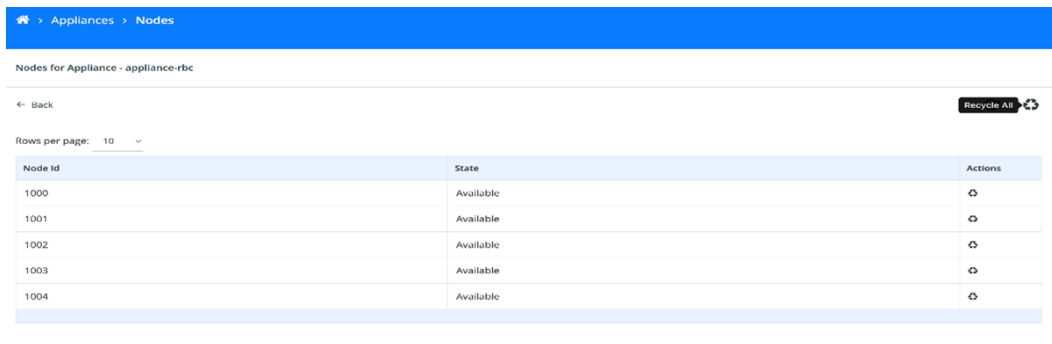 Appliances > Nodes
Nodes for Appliance - appliance-rbc
← Back
Recycle All
Rows per page: 10
Node Id State Actions
1000 Available
1001 Available
1002 Available
1003 Available
1004 Available